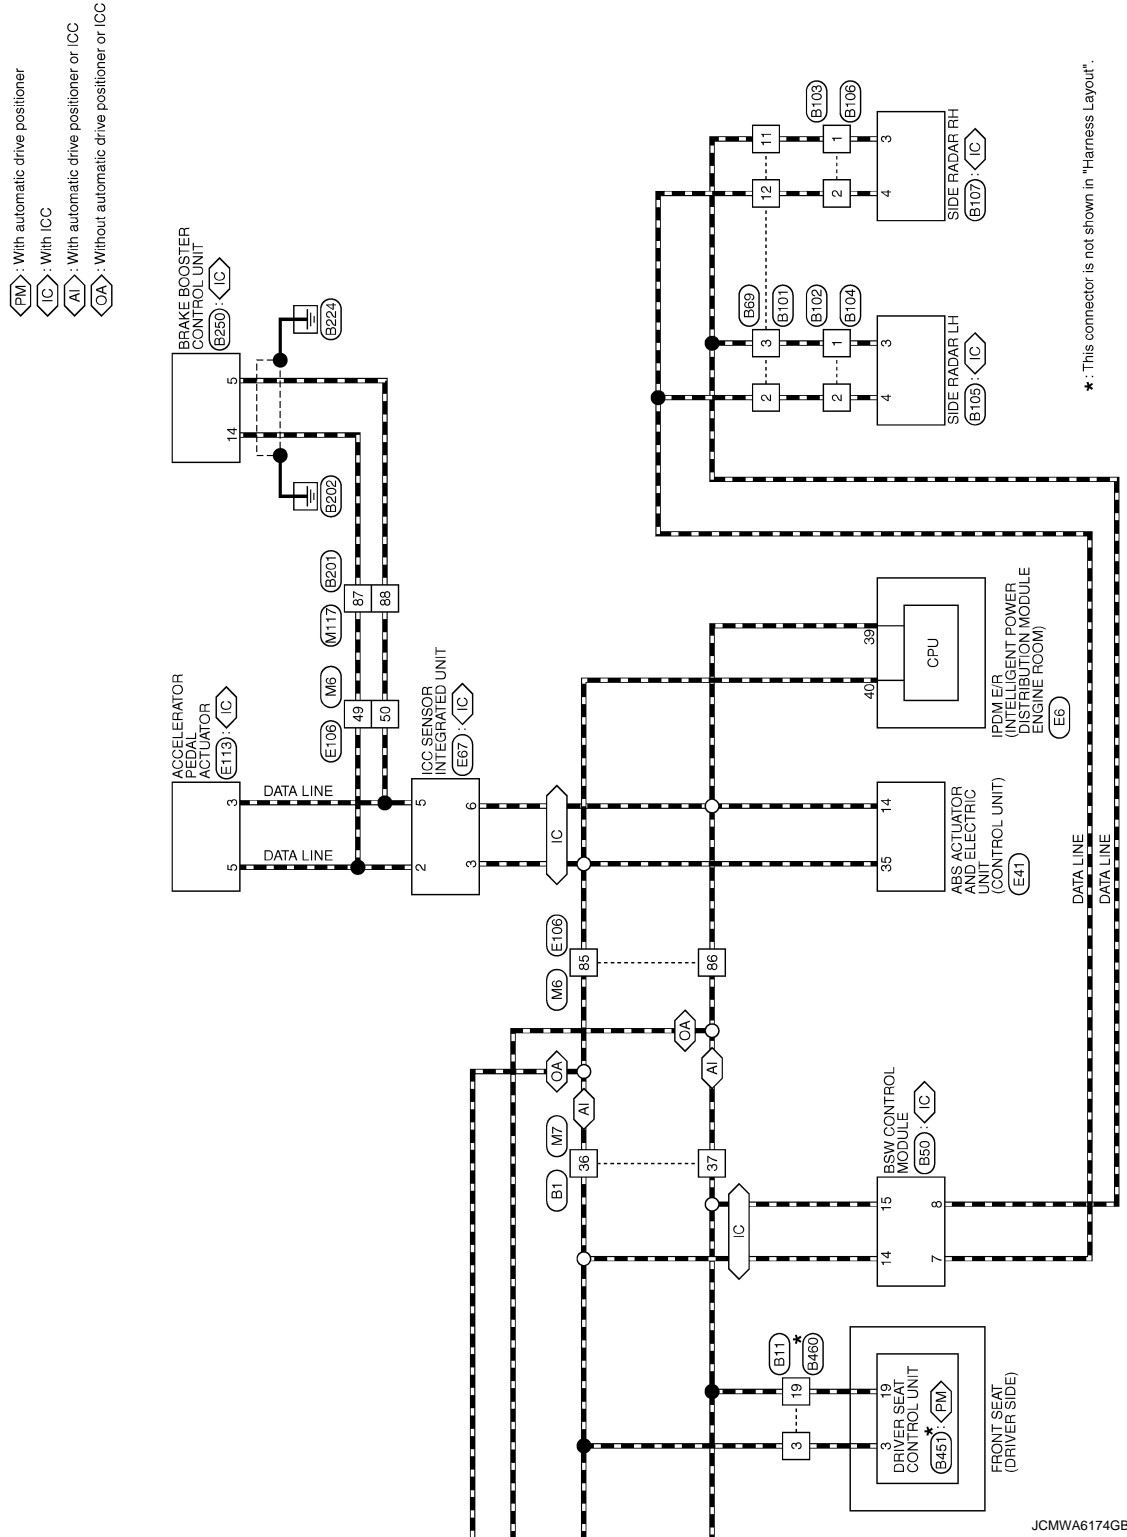 PM : With automatic drive positioner
IC : With ICC
AI : With automatic drive positioner or ICC
OA : Without automatic drive positioner or ICC
BRAKE BOOSTER
CONTROL UNIT
B250 : IC
5
14
B224
B202
B201
M117
87
88
ACCELERATOR
PEDAL
ACTUATOR
E113 : IC
3
5
DATA LINE
DATA LINE
M6
E106
49
50
ICC SENSOR
INTEGRATED UNIT
E67 : IC
5
2
6
3
IC
B103
B106
11
1
12
2
3
4
SIDE RADAR RH
B107 : IC
B69
B101
B102
B104
3
1
2
2
3
4
SIDE RADAR LH
B105 : IC
* : This connector is not shown in "Harness Layout".
39
40
CPU
IPDM E/R
(INTELLIGENT POWER
DISTRIBUTION MODULE
ENGINE ROOM)
E6
14
35
ABS ACTUATOR
AND ELECTRIC
UNIT
(CONTROL UNIT)
E41
DATA LINE
DATA LINE
E106
M6
85
86
OA
OA
AI
AI
M7
B1
36
37
IC
BSW CONTROL
MODULE
B50 : IC
15
14
8
7
B11
*
B460
19
3
19
3
DRIVER SEAT
CONTROL UNIT
*
B451 : PM
FRONT SEAT
(DRIVER SIDE)
JCMWA6174GB